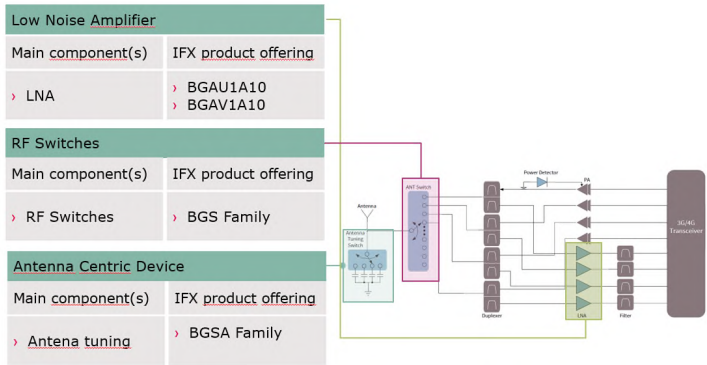 Low Noise Amplifier
Main component(s)
IFX product offering
› LNA
› BGAU1A10
› BGAV1A10
RF Switches
Main component(s)
IFX product offering
› RF Switches
› BGS Family
Antenna Centric Device
Main component(s)
IFX product offering
› Antena tuning
› BGSA Family
Antenna
Antenna
Tuning
Switch
ANT Switch
Power Detector
PA
Duplexer
LNA
Filter
3G/4G
Transceiver